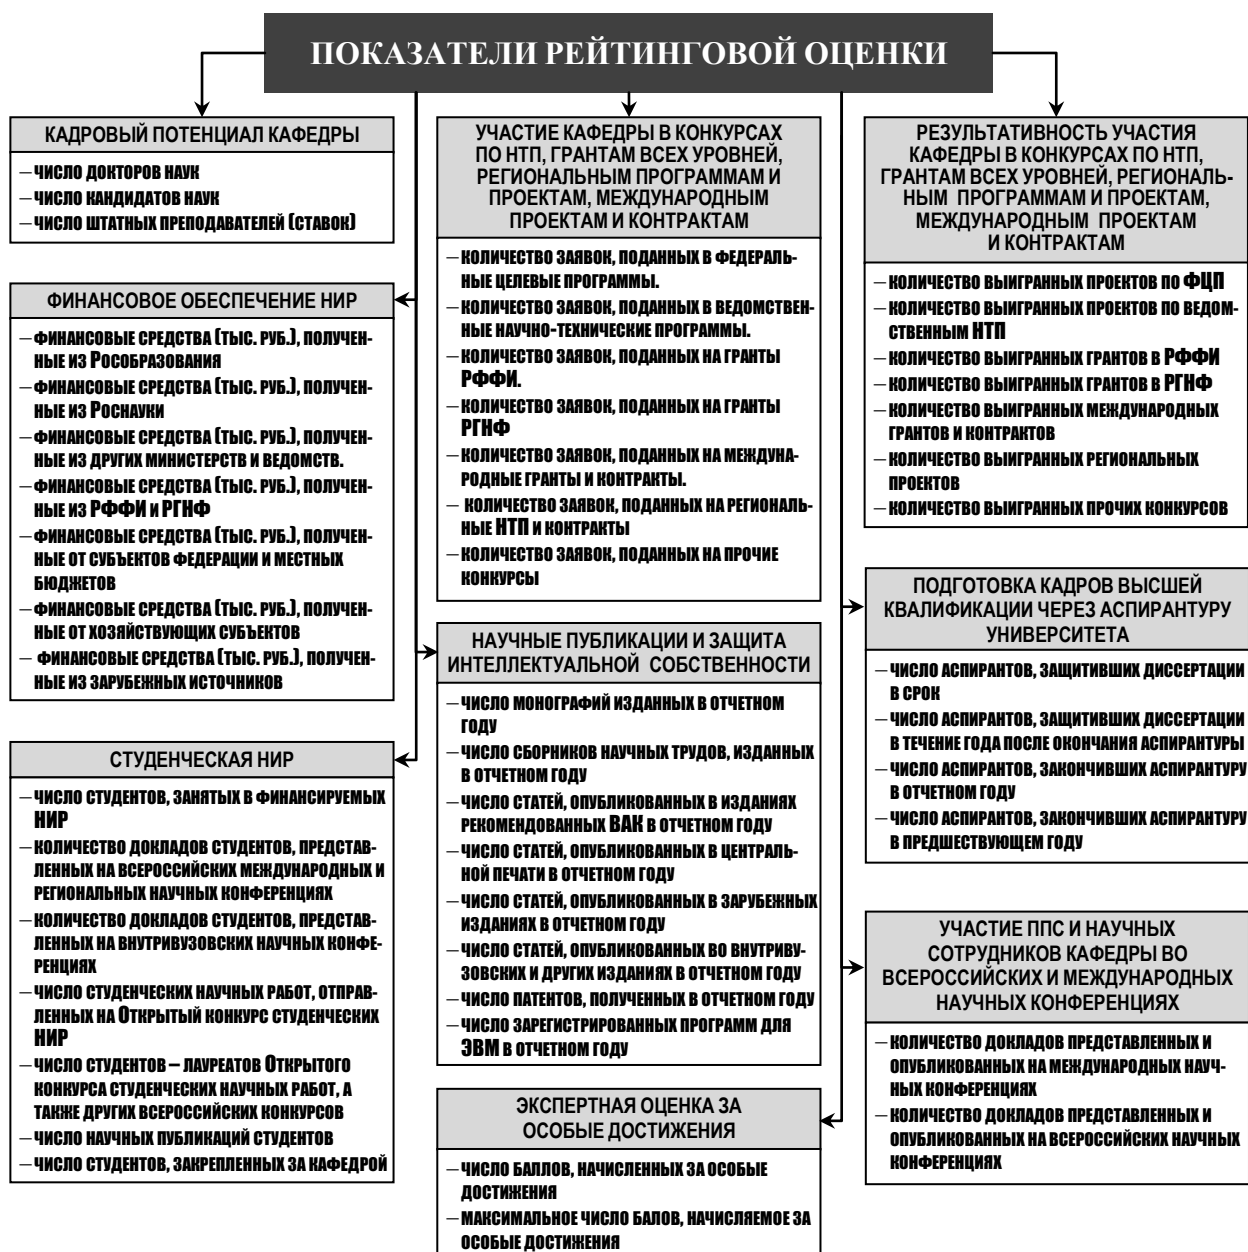 ПОКАЗАТЕЛИ РЕЙТИНГОВОЙ ОЦЕНКИ
КАДРОВЫЙ ПОТЕНЦИАЛ КАФЕДРЫ
– ЧИСЛО ДОКТОРОВ НАУК
– ЧИСЛО КАНДИДАТОВ НАУК
– ЧИСЛО ШТАТНЫХ ПРЕПОДАВАТЕЛЕЙ (СТАВОК)
ФИНАНСОВОЕ ОБЕСПЕЧЕНИЕ НИР
– ФИНАНСОВЫЕ СРЕДСТВА (ТЫС. РУБ.), ПОЛУЧЕН-
НЫЕ ИЗ РОСОБРАЗОВАНИЯ
– ФИНАНСОВЫЕ СРЕДСТВА (ТЫС. РУБ.), ПОЛУЧЕН-
НЫЕ ИЗ РОСНАУКИ
– ФИНАНСОВЫЕ СРЕДСТВА (ТЫС. РУБ.), ПОЛУЧЕН-
НЫЕ ИЗ ДРУГИХ МИНИСТЕРСТВ И ВЕДОМСТВ.
– ФИНАНСОВЫЕ СРЕДСТВА (ТЫС. РУБ.), ПОЛУЧЕН-
НЫЕ ИЗ РФФИ И РГНФ
– ФИНАНСОВЫЕ СРЕДСТВА (ТЫС. РУБ.), ПОЛУЧЕН-
НЫЕ ОТ СУБЪЕКТОВ ФЕДЕРАЦИИ И МЕСТНЫХ
БЮДЖЕТОВ
– ФИНАНСОВЫЕ СРЕДСТВА (ТЫС. РУБ.), ПОЛУЧЕН-
НЫЕ ОТ ХОЗЯЙСТВУЮЩИХ СУБЪЕКТОВ
– ФИНАНСОВЫЕ СРЕДСТВА (ТЫС. РУБ.), ПОЛУЧЕН-
НЫЕ ИЗ ЗАРУБЕЖНЫХ ИСТОЧНИКОВ
СТУДЕНЧЕСКАЯ НИР
– ЧИСЛО СТУДЕНТОВ, ЗАНЯТЫХ В ФИНАНСИРУЕМЫХ
НИР
– КОЛИЧЕСТВО ДОКЛАДОВ СТУДЕНТОВ, ПРЕДСТАВ-
ЛЕННЫХ НА ВСЕРОССИЙСКИХ МЕЖДУНАРОДНЫХ И
РЕГИОНАЛЬНЫХ НАУЧНЫХ КОНФЕРЕНЦИЯХ
– КОЛИЧЕСТВО ДОКЛАДОВ СТУДЕНТОВ, ПРЕДСТАВ-
ЛЕННЫХ НА ВНУТРИВУЗОВСКИХ НАУЧНЫХ КОНФЕ-
РЕНЦИЯХ
– ЧИСЛО СТУДЕНЧЕСКИХ НАУЧНЫХ РАБОТ, ОТПРАВ-
ЛЕННЫХ НА ОТКРЫТЫЙ КОНКУРС СТУДЕНЧЕСКИХ
НИР
– ЧИСЛО СТУДЕНТОВ – ЛАУРЕАТОВ ОТКРЫТОГО
КОНКУРСА СТУДЕНЧЕСКИХ НАУЧНЫХ РАБОТ, А
ТАКЖЕ ДРУГИХ ВСЕРОССИЙСКИХ КОНКУРСОВ
– ЧИСЛО НАУЧНЫХ ПУБЛИКАЦИЙ СТУДЕНТОВ
– ЧИСЛО СТУДЕНТОВ, ЗАКРЕПЛЕННЫХ ЗА КАФЕДРОЙ
УЧАСТИЕ КАФЕДРЫ В КОНКУРСАХ
ПО НТП, ГРАНТАМ ВСЕХ УРОВНЕЙ,
РЕГИОНАЛЬНЫМ ПРОГРАММАМ И
ПРОЕКТАМ, МЕЖДУНАРОДНЫМ
ПРОЕКТАМ И КОНТРАКТАМ
– КОЛИЧЕСТВО ЗАЯВОК, ПОДАННЫХ В ФЕДЕРАЛЬ-
НЫЕ ЦЕЛЕВЫЕ ПРОГРАММЫ.
– КОЛИЧЕСТВО ЗАЯВОК, ПОДАННЫХ В ВЕДОМСТВЕН-
НЫЕ НАУЧНО-ТЕХНИЧЕСКИЕ ПРОГРАММЫ.
– КОЛИЧЕСТВО ЗАЯВОК, ПОДАННЫХ НА ГРАНТЫ
РФФИ.
– КОЛИЧЕСТВО ЗАЯВОК, ПОДАННЫХ НА ГРАНТЫ
РГНФ
– КОЛИЧЕСТВО ЗАЯВОК, ПОДАННЫХ НА МЕЖДУНА-
РОДНЫЕ ГРАНТЫ И КОНТРАКТЫ.
– КОЛИЧЕСТВО ЗАЯВОК, ПОДАННЫХ НА РЕГИОНАЛЬ-
НЫЕ НТП И КОНТРАКТЫ
– КОЛИЧЕСТВО ЗАЯВОК, ПОДАННЫХ НА ПРОЧИЕ
КОНКУРСЫ
НАУЧНЫЕ ПУБЛИКАЦИИ И ЗАЩИТА
ИНТЕЛЛЕКТУАЛЬНОЙ СОБСТВЕННОСТИ
– ЧИСЛО МОНОГРАФИЙ ИЗДАННЫХ В ОТЧЕТНОМ
ГОДУ
– ЧИСЛО СБОРНИКОВ НАУЧНЫХ ТРУДОВ, ИЗДАННЫХ
В ОТЧЕТНОМ ГОДУ
– ЧИСЛО СТАТЕЙ, ОПУБЛИКОВАННЫХ В ИЗДАНИЯХ
РЕКОМЕНДОВАННЫХ ВАК В ОТЧЕТНОМ ГОДУ
– ЧИСЛО СТАТЕЙ, ОПУБЛИКОВАННЫХ В ЦЕНТРАЛЬ-
НОЙ ПЕЧАТИ В ОТЧЕТНОМ ГОДУ
– ЧИСЛО СТАТЕЙ, ОПУБЛИКОВАННЫХ В ЗАРУБЕЖНЫХ
ИЗДАНИЯХ В ОТЧЕТНОМ ГОДУ
– ЧИСЛО СТАТЕЙ, ОПУБЛИКОВАННЫХ ВО ВНУТРИВУ-
ЗОВСКИХ И ДРУГИХ ИЗДАНИЯХ В ОТЧЕТНОМ ГОДУ
– ЧИСЛО ПАТЕНТОВ, ПОЛУЧЕННЫХ В ОТЧЕТНОМ ГОДУ
– ЧИСЛО ЗАРЕГИСТРИРОВАННЫХ ПРОГРАММ ДЛЯ
ЭВМ В ОТЧЕТНОМ ГОДУ
ЭКСПЕРТНАЯ ОЦЕНКА ЗА
ОСОБЫЕ ДОСТИЖЕНИЯ
– ЧИСЛО БАЛЛОВ, НАЧИСЛЕННЫХ ЗА ОСОБЫЕ
ДОСТИЖЕНИЯ
– МАКСИМАЛЬНОЕ ЧИСЛО БАЛОВ, НАЧИСЛЯЕМОЕ ЗА
ОСОБЫЕ ДОСТИЖЕНИЯ
РЕЗУЛЬТАТИВНОСТЬ УЧАСТИЯ
КАФЕДРЫ В КОНКУРСАХ ПО НТП,
ГРАНТАМ ВСЕХ УРОВНЕЙ, РЕГИОНАЛЬ-
НЫМ ПРОГРАММАМ И ПРОЕКТАМ,
МЕЖДУНАРОДНЫМ ПРОЕКТАМ
И КОНТРАКТАМ
– КОЛИЧЕСТВО ВЫИГРАННЫХ ПРОЕКТОВ ПО ФЦП
– КОЛИЧЕСТВО ВЫИГРАННЫХ ПРОЕКТОВ ПО ВЕДОМ-
СТВЕННЫМ НТП
– КОЛИЧЕСТВО ВЫИГРАННЫХ ГРАНТОВ В РФФИ
– КОЛИЧЕСТВО ВЫИГРАННЫХ ГРАНТОВ В РГНФ
– КОЛИЧЕСТВО ВЫИГРАННЫХ МЕЖДУНАРОДНЫХ
ГРАНТОВ И КОНТРАКТОВ
– КОЛИЧЕСТВО ВЫИГРАННЫХ РЕГИОНАЛЬНЫХ
ПРОЕКТОВ
– КОЛИЧЕСТВО ВЫИГРАННЫХ ПРОЧИХ КОНКУРСОВ
ПОДГОТОВКА КАДРОВ ВЫСШЕЙ
КВАЛИФИКАЦИИ ЧЕРЕЗ АСПИРАНТУРУ
УНИВЕРСИТЕТА
– ЧИСЛО АСПИРАНТОВ, ЗАЩИТИВШИХ ДИССЕРТАЦИИ
В СРОК
– ЧИСЛО АСПИРАНТОВ, ЗАЩИТИВШИХ ДИССЕРТАЦИИ
В ТЕЧЕНИЕ ГОДА ПОСЛЕ ОКОНЧАНИЯ АСПИРАНТУРЫ
– ЧИСЛО АСПИРАНТОВ, ЗАКОНЧИВШИХ АСПИРАНТУРУ
В ОТЧЕТНОМ ГОДУ
– ЧИСЛО АСПИРАНТОВ, ЗАКОНЧИВШИХ АСПИРАНТУРУ
В ПРЕДШЕСТВУЮЩЕМ ГОДУ
УЧАСТИЕ ППС И НАУЧНЫХ
СОТРУДНИКОВ КАФЕДРЫ ВО
ВСЕРОССИЙСКИХ И МЕЖДУНАРОДНЫХ
НАУЧНЫХ КОНФЕРЕНЦИЯХ
– КОЛИЧЕСТВО ДОКЛАДОВ ПРЕДСТАВЛЕННЫХ И
ОПУБЛИКОВАННЫХ НА МЕЖДУНАРОДНЫХ НАУЧ-
НЫХ КОНФЕРЕНЦИЯХ
– КОЛИЧЕСТВО ДОКЛАДОВ ПРЕДСТАВЛЕННЫХ И
ОПУБЛИКОВАННЫХ НА ВСЕРОССИЙСКИХ НАУЧНЫХ
КОНФЕРЕНЦИЯХ